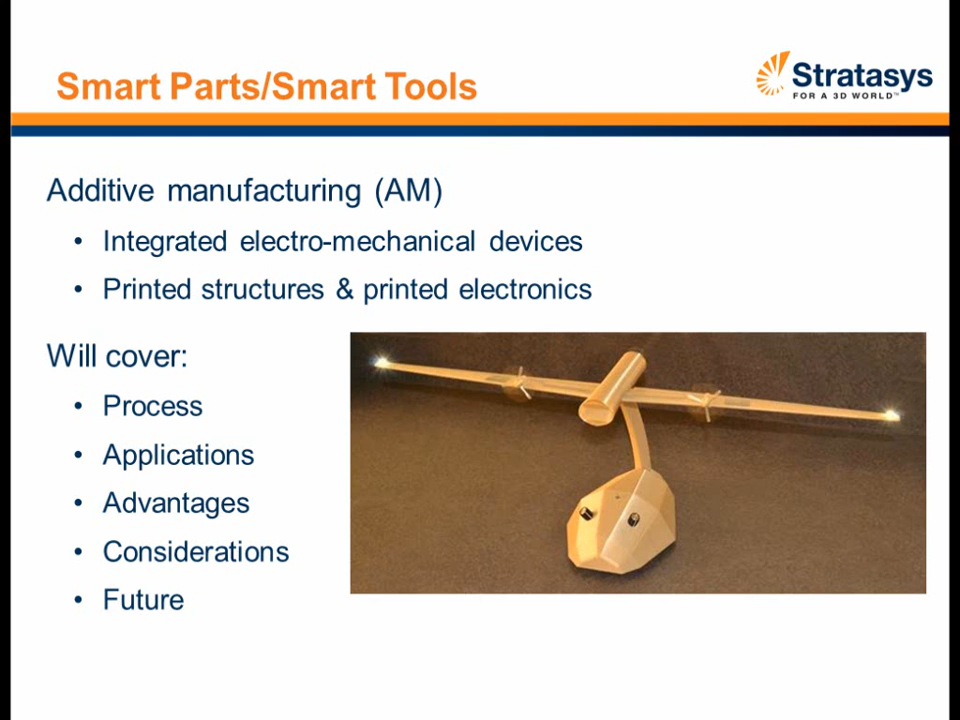 Smart Parts/Smart Tools
Stratasys
FOR A 3D WORLD™
Additive manufacturing (AM)
• Integrated electro-mechanical devices
• Printed structures & printed electronics
Will cover:
• Process
• Applications
• Advantages
• Considerations
• Future